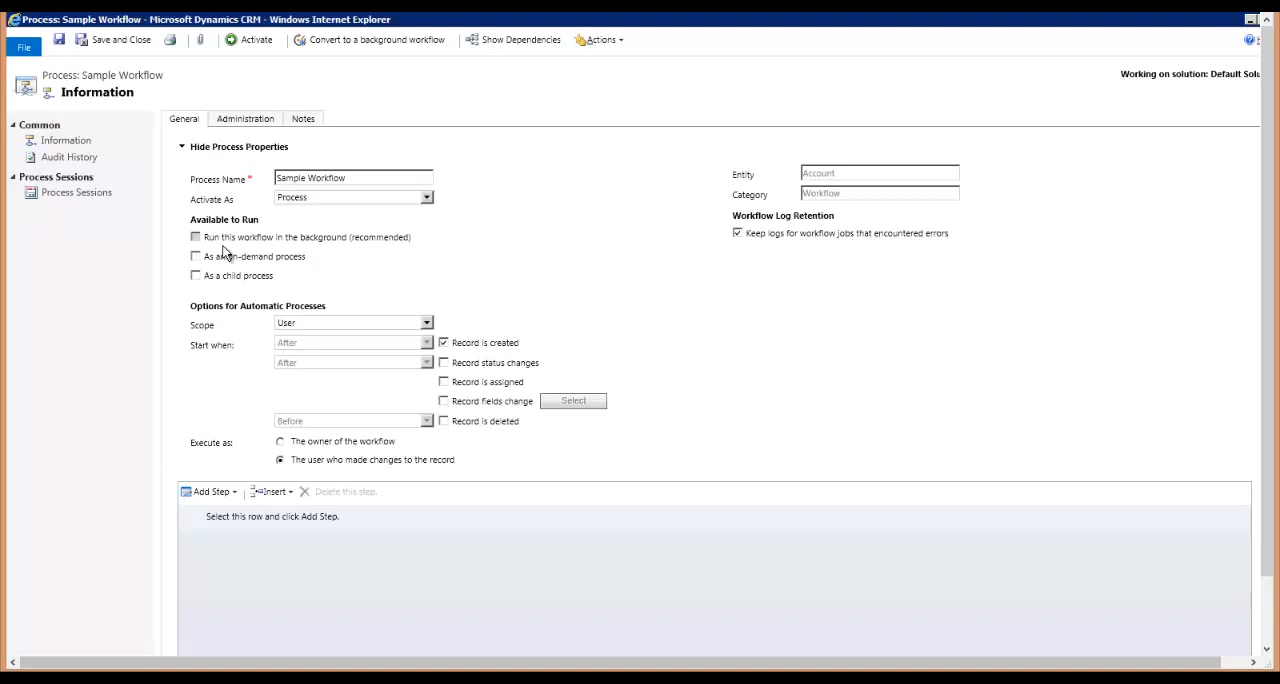 Process: Sample Workflow - Microsoft Dynamics CRM - Windows Internet Explorer
File
Save and Close
Activate
Convert to a background workflow
Show Dependencies
Actions
Process: Sample Workflow
Information
Working on solution: Default Solu
Common
Information
Audit History
Process Sessions
Process Sessions
General
Administration
Notes
Hide Process Properties
Process Name *
Sample Workflow
Entity
Account
Activate As
Process
Category
Workflow
Available to Run
Workflow Log Retention
Run this workflow in the background (recommended)
Keep logs for workflow jobs that encountered errors
As an on-demand process
As a child process
Options for Automatic Processes
Scope
User
Start when:
After
Record is created
After
Record status changes
Record is assigned
Record fields change
Select
Before
Record is deleted
Execute as:
The owner of the workflow
The user who made changes to the record
Add Step
Insert
Delete this step.
Select this row and click Add Step.